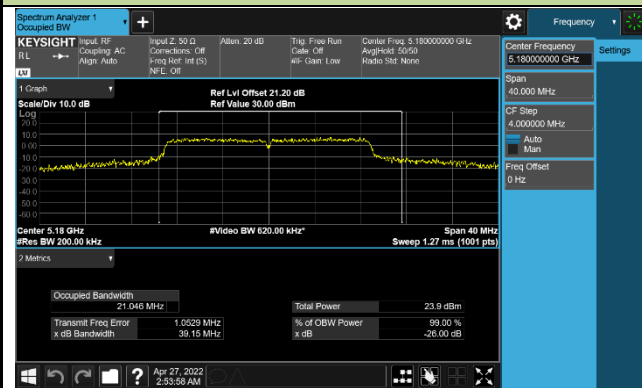 Spectrum Analyzer 1
Occupied BW
Frequency
KEYSIGHT
Input: RF
Coupling: AC
Align: Auto
Input Z: 50 Ω
Corrections: Off
Freq Ref: Int (S)
NFE: Off
Atten: 20 dB
Trig: Free Run
Gate: Off
#IF Gain: Low
Center Freq: 5.180000000 GHz
Avg|Hold: 50/50
Radio Std: None
RL
LXI
Center Frequency
5.180000000 GHz
Settings
Span
40.000 MHz
CF Step
4.000000 MHz
Auto
Man
Freq Offset
0 Hz
1 Graph
Scale/Div 10.0 dB
Ref Lvl Offset 21.20 dB
Ref Value 30.00 dBm
Log
20.0
10.0
0.00
-10.0
-20.0
-30.0
-40.0
-50.0
-60.0
Center 5.18 GHz
#Video BW 620.00 kHz*
Span 40 MHz
#Res BW 200.00 kHz
Sweep 1.27 ms (1001 pts)
2 Metrics
Occupied Bandwidth
21.046 MHz
Total Power
23.9 dBm
Transmit Freq Error
1.0529 MHz
% of OBW Power
99.00 %
x dB Bandwidth
39.15 MHz
x dB
-26.00 dB
?
Apr 27, 2022
2:53:58 AM